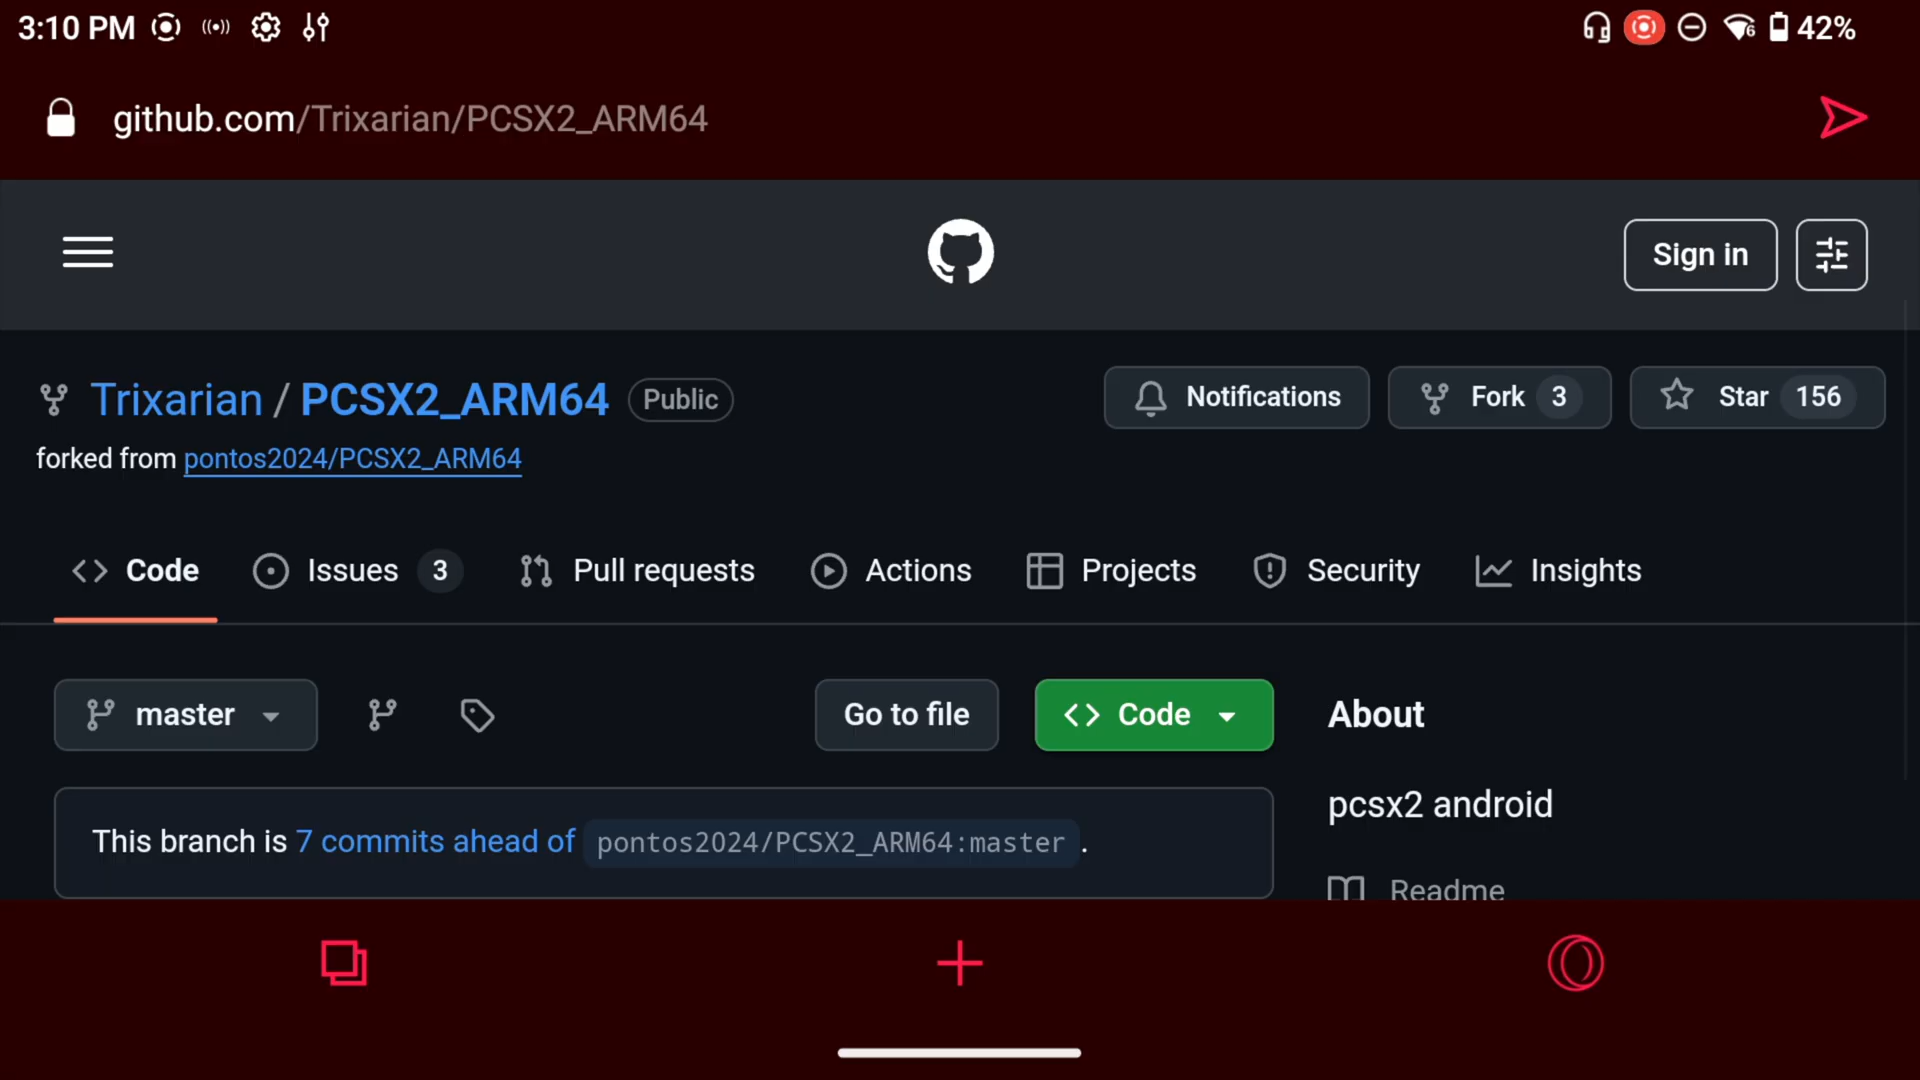 3:10 PM 42%
github.com/Trixarian/PCSX2_ARM64
Sign in
Trixarian / PCSX2_ARM64 Public Notifications Fork 3 Star 156
forked from pontos2024/PCSX2_ARM64
Code Issues 3 Pull requests Actions Projects Security Insights
master Go to file Code About
pcsx2 android
This branch is 7 commits ahead of pontos2024/PCSX2_ARM64:master .
Readme